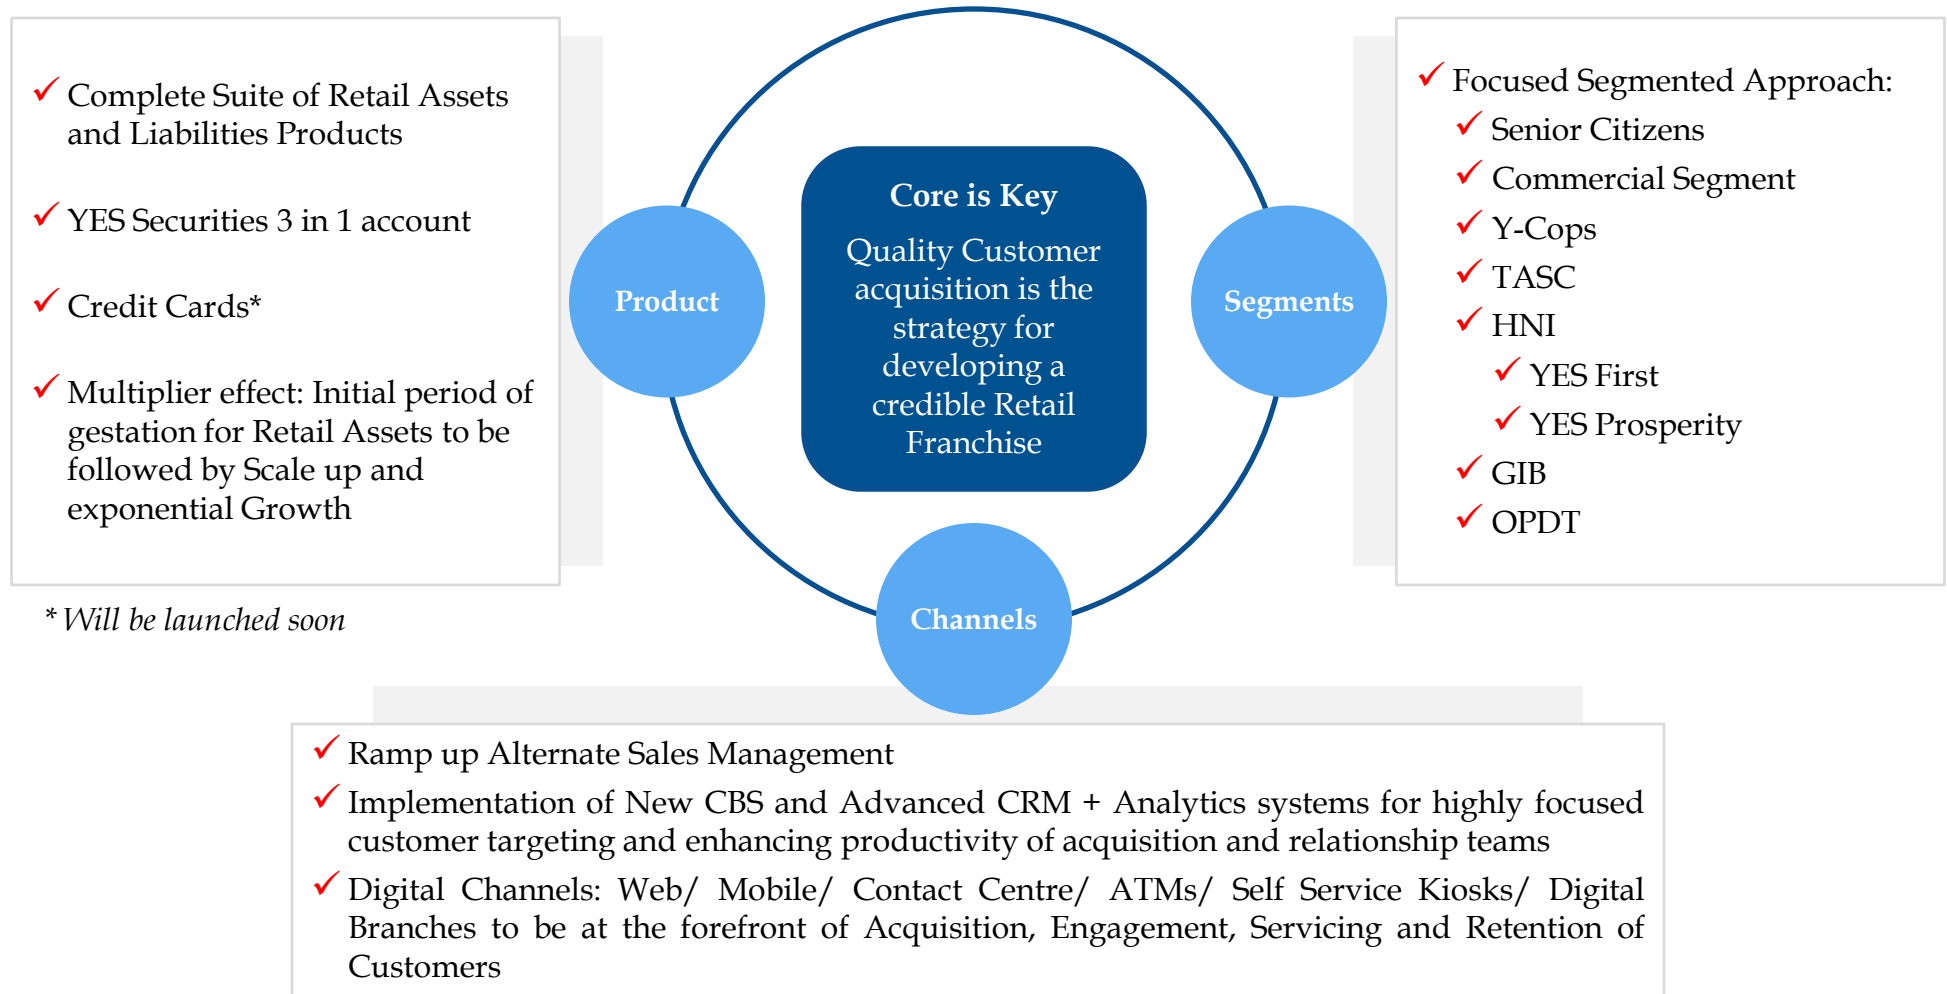 Complete Suite of Retail Assets
and Liabilities Products
YES Securities 3 in 1 account
Credit Cards*
Multiplier effect: Initial period of
gestation for Retail Assets to be
followed by Scale up and
exponential Growth
* Will be launched soon
Product
Core is Key
Quality Customer
acquisition is the
strategy for
developing a
credible Retail
Franchise
Segments
Channels
Focused Segmented Approach:
Senior Citizens
Commercial Segment
Y-Cops
TASC
HNI
YES First
YES Prosperity
GIB
OPDT
Ramp up Alternate Sales Management
Implementation of New CBS and Advanced CRM + Analytics systems for highly focused
customer targeting and enhancing productivity of acquisition and relationship teams
Digital Channels: Web/ Mobile/ Contact Centre/ ATMs/ Self Service Kiosks/ Digital
Branches to be at the forefront of Acquisition, Engagement, Servicing and Retention of
Customers